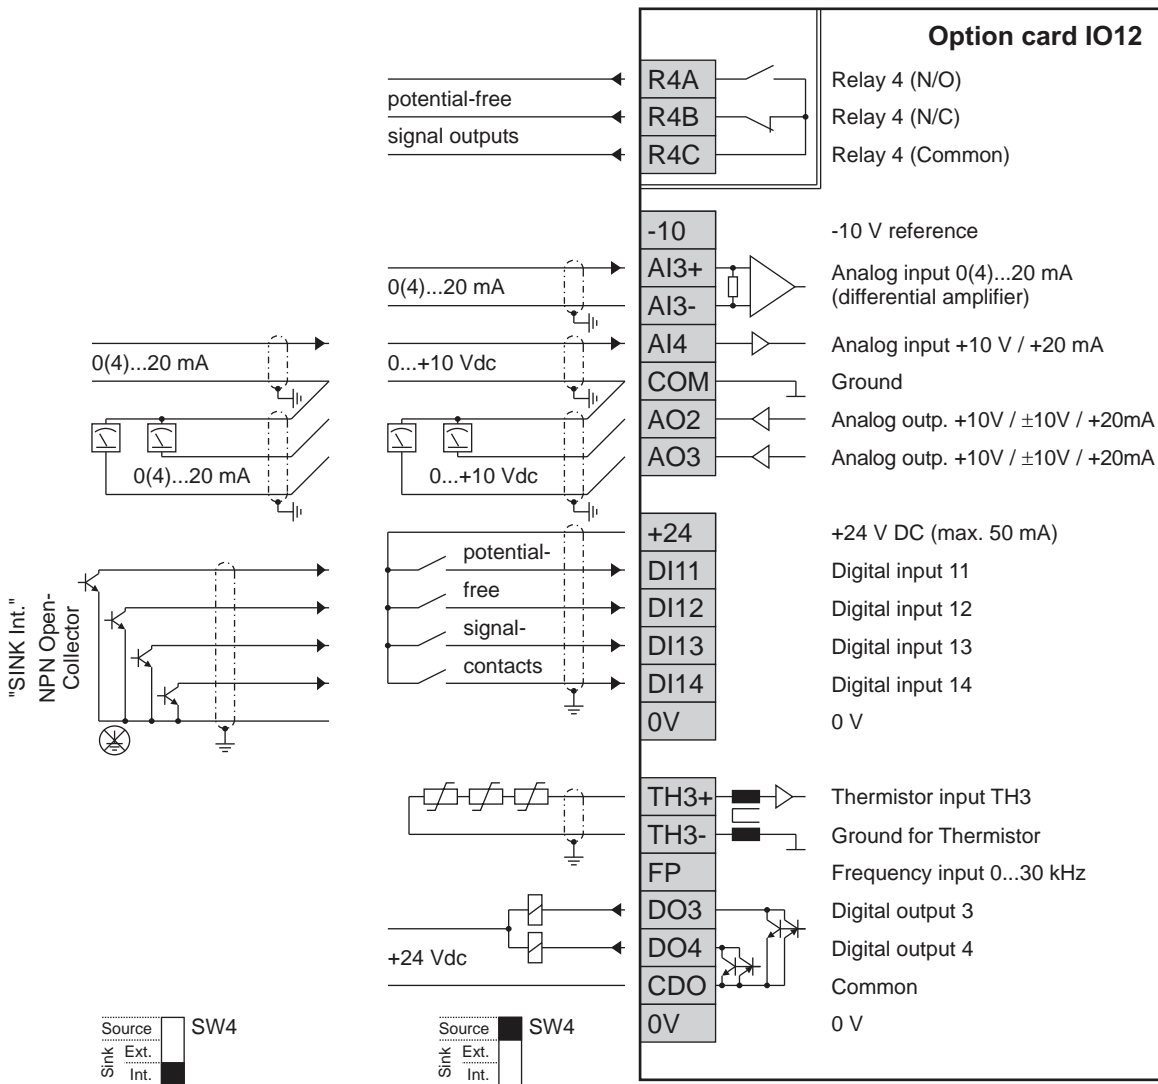 Option card IO12
R4A Relay 4 (N/O)
potential-free
R4B Relay 4 (N/C)
signal outputs
R4C Relay 4 (Common)
-10 -10 V reference
AI3+ Analog input 0(4)...20 mA
0(4)...20 mA
AI3- (differential amplifier)
AI4 Analog input +10 V / +20 mA
0(4)...20 mA 0...+10 Vdc
COM Ground
AO2 Analog outp. +10V / ±10V / +20mA
AO3 Analog outp. +10V / ±10V / +20mA
0(4)...20 mA 0...+10 Vdc
+24 +24 V DC (max. 50 mA)
potential-
DI11 Digital input 11
free
DI12 Digital input 12
signal-
DI13 Digital input 13
contacts
DI14 Digital input 14
0V 0 V
"SINK Int."
NPN Open-
Collector
TH3+ Thermistor input TH3
TH3- Ground for Thermistor
FP Frequency input 0...30 kHz
DO3 Digital output 3
DO4 Digital output 4
+24 Vdc
CDO Common
0V 0 V
Source SW4
Sink Ext.
Int.
Source SW4
Sink Ext.
Int.